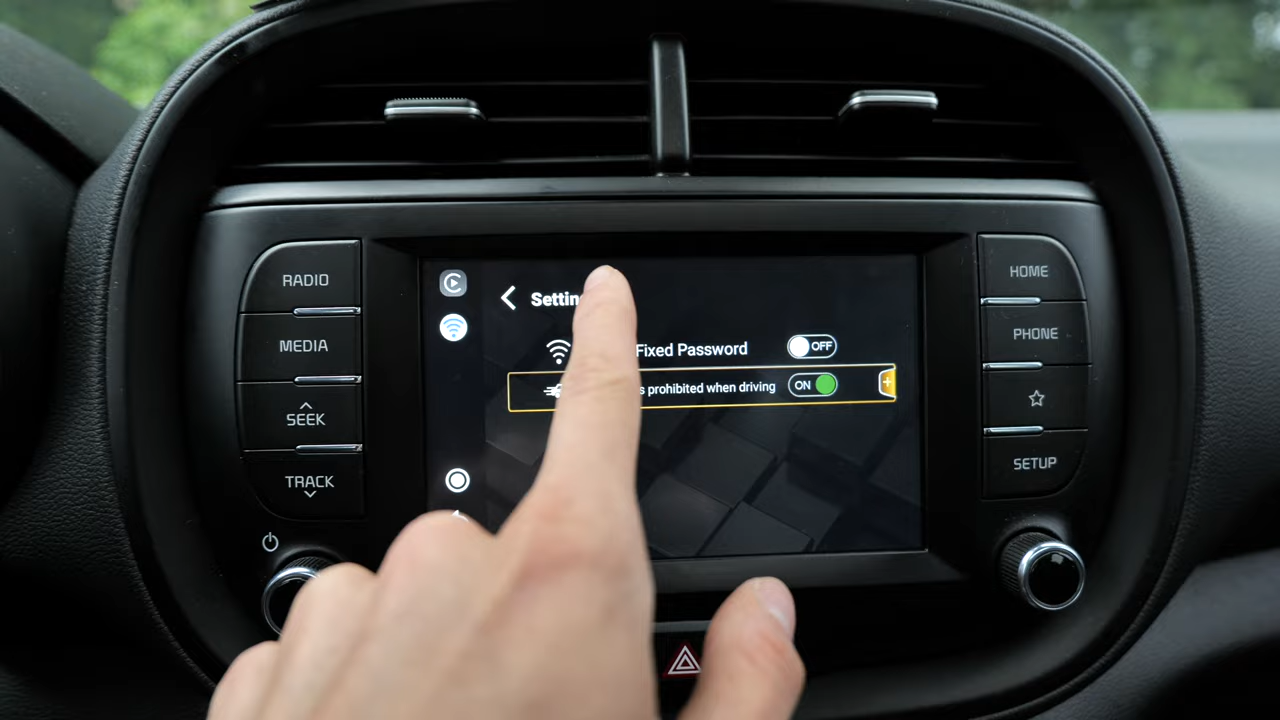 RADIO
MEDIA
SEEK
TRACK
Settin
Fixed Password
OFF
s prohibited when driving
ON
HOME
PHONE
SETUP